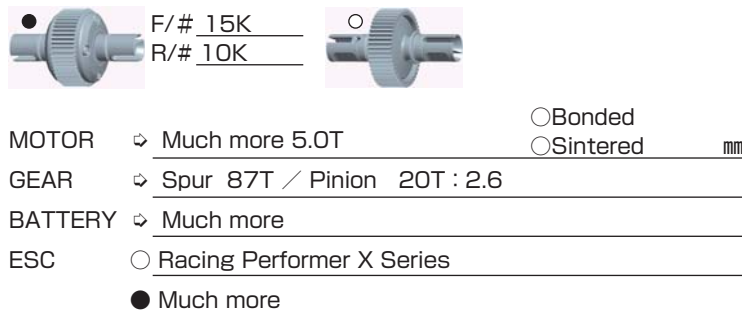 ● F/# 15K ○
R/# 10K
○Bonded
MOTOR ➪ Much more 5.0T ○Sintered ㎜
GEAR ➪ Spur 87T ／ Pinion 20T：2.6
BATTERY ➪ Much more
ESC ○ Racing Performer X Series
● Much more